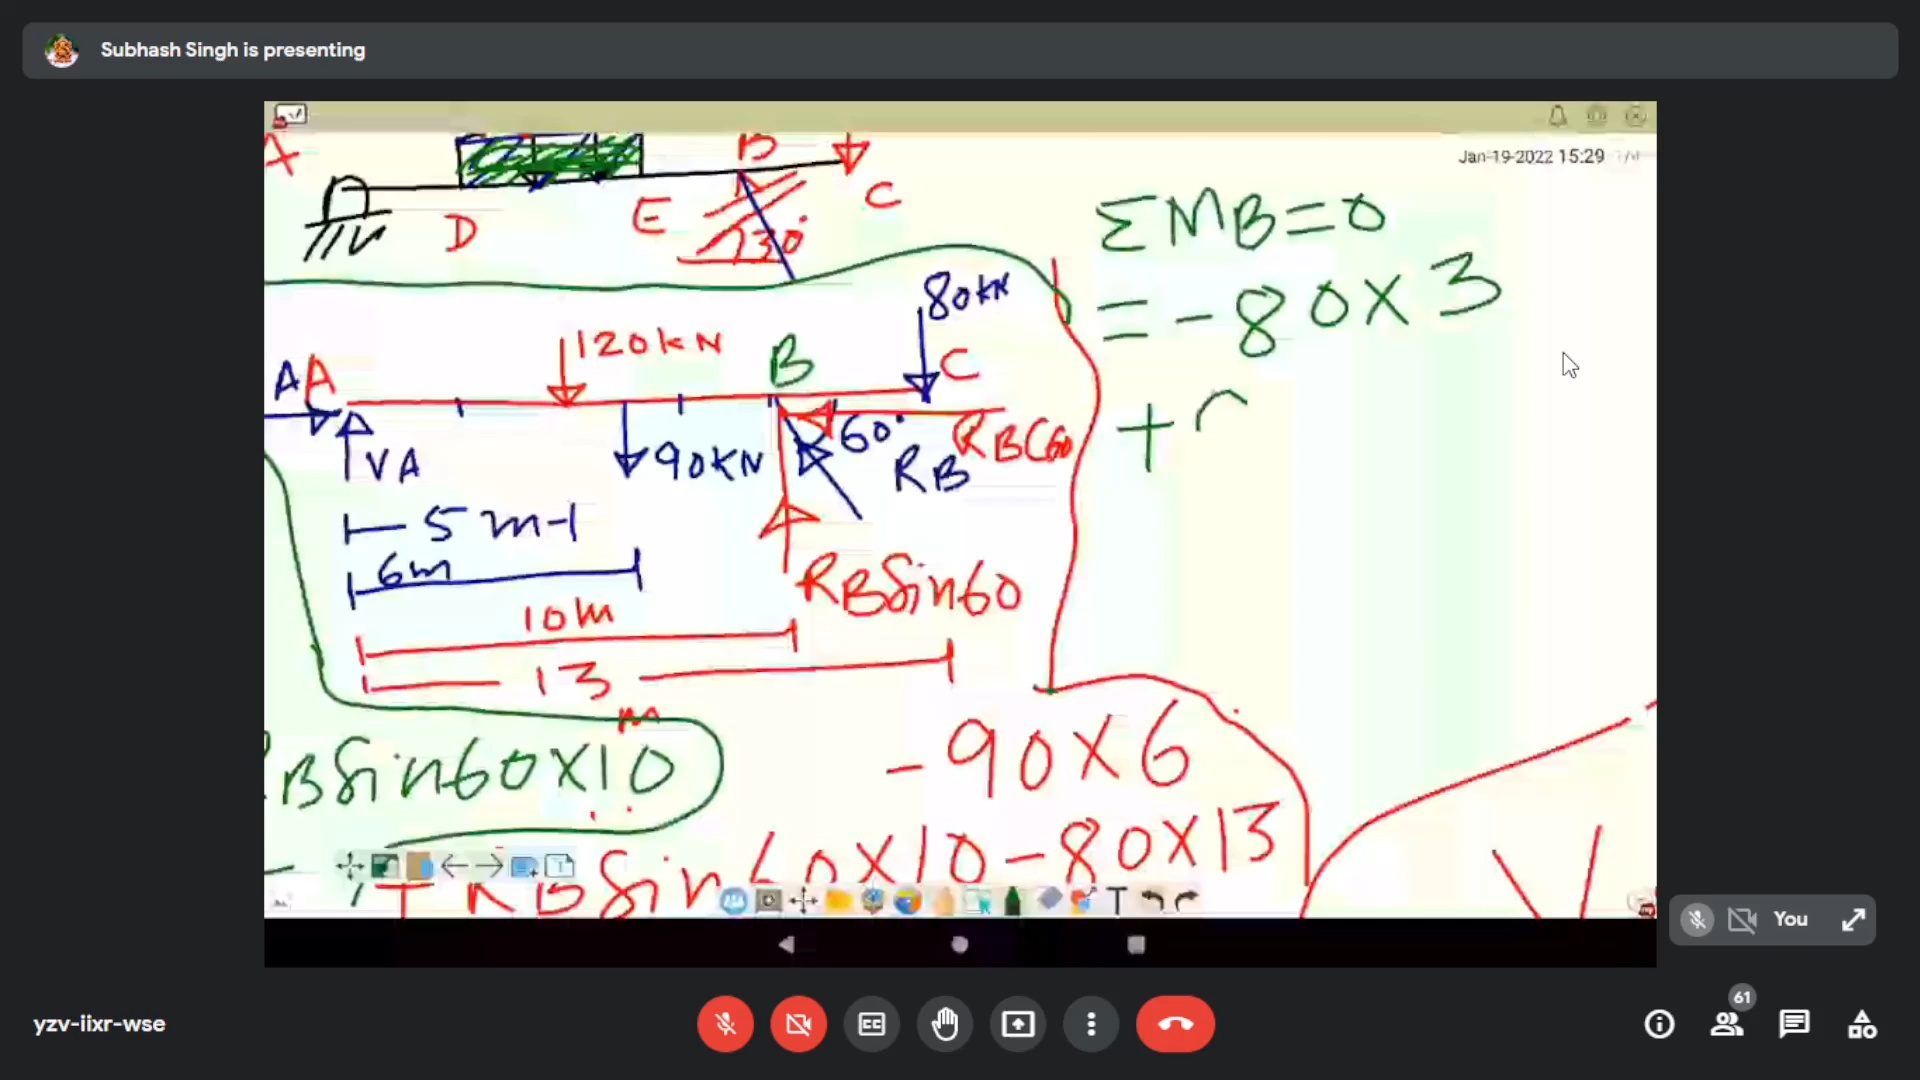 Subhash Singh is presenting
Jan-19-2022 15:29
A
B
C
D
E
30°
ΣMB=0
= -80X3
+
80KN
120KN
B
C
A A
VA
90KN
60°
RB
RBC60
5m
6m
RBSin60
10m
13
m
BSin60X10
-90X6
+ RBSin60X10-80X13
You
yzv-iixr-wse
61